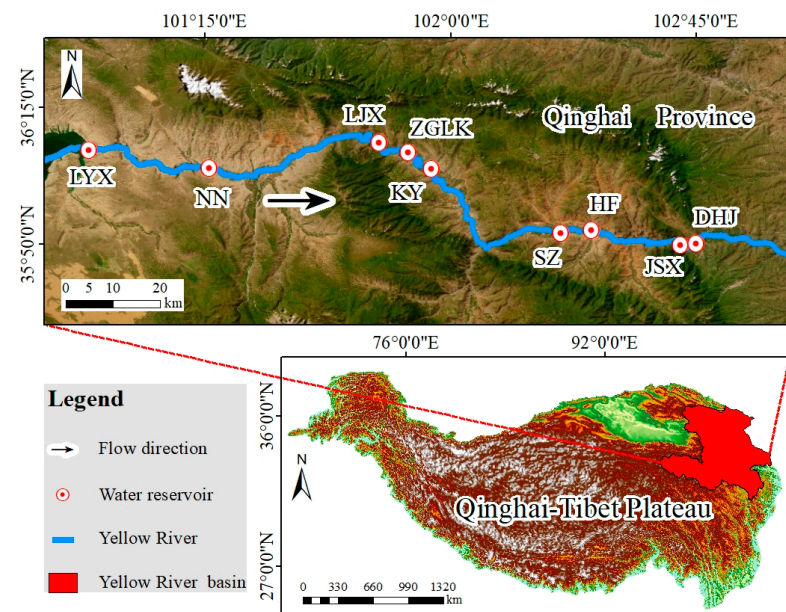 101°15'0"E 102°0'0"E 102°45'0"E
36°15'0"N
35°50'0"N
N
LJX
ZGLK
Qinghai Province
LYX
NN
KY
HF
DHJ
SZ
JSX
0 5 10 20
km
76°0'0"E 92°0'0"E
36°0'0"N
27°0'0"N
Legend
Flow direction
Water reservoir
Yellow River
Yellow River basin
N
Qinghai-Tibet Plateau
0 330 660 990 1320
km